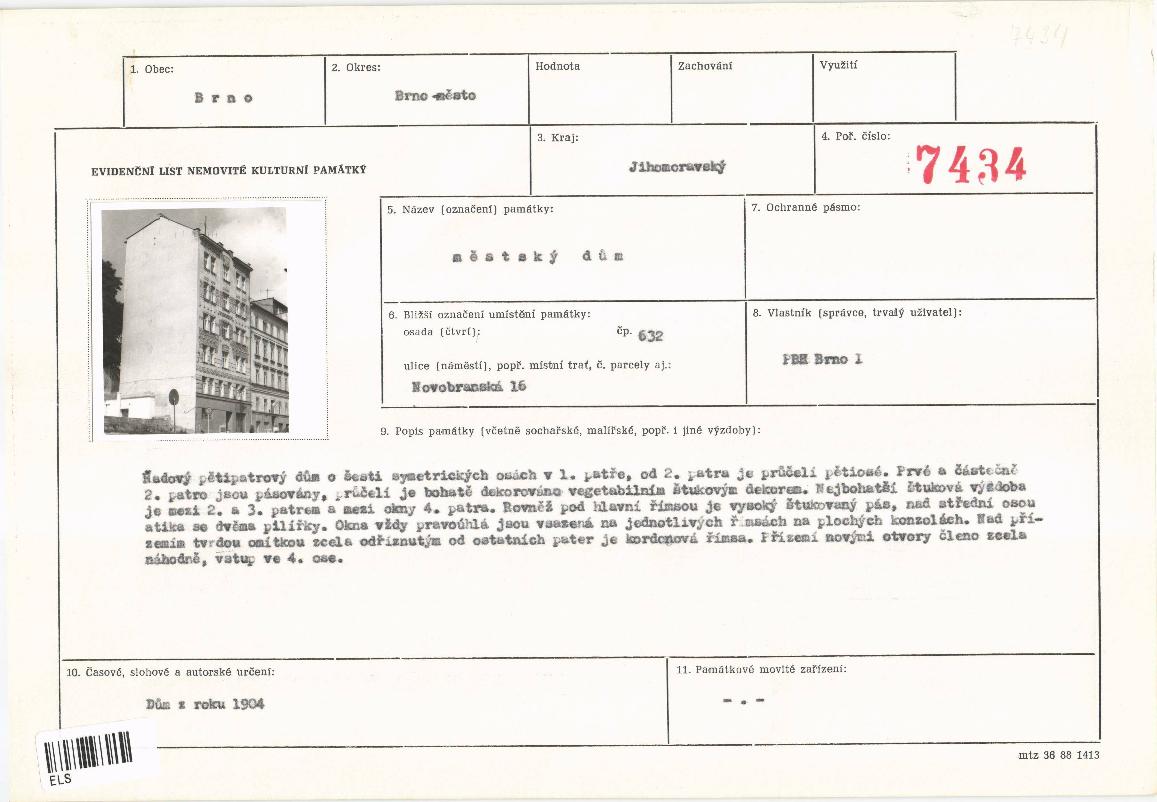 7434
1. Obec:
Brno
2. Okres:
Brno-město
Hodnota
Zachování
Využití
EVIDENČNÍ LIST NEMOVITÉ KULTURNÍ PAMÁTKY
3. Kraj:
Jihomoravský
4. Poř. číslo:
7434
5. Název (označení) památky:
městský dům
7. Ochranné pásmo:
6. Bližší označení umístění památky:
osada (čtvrť):
čp. 632
ulice (náměstí), popř. místní trať, č. parcely aj.:
Novobranská 16
8. Vlastník (správce, trvalý uživatel):
PBH Brno I
9. Popis památky (včetně sochařské, malířské, popř. i jiné výzdoby):
Řadový pětipatrový dům o šesti symetrických osách v 1. patře, od 2. patra je průčelí pětiosé. Prvé a částečně
2. patro jsou pásovány, průčelí je bohatě dekorováno vegetabilním štukovým dekorem. Nejbohatší štuková výzdoba
je mezi 2. a 3. patrem a mezi okny 4. patra. Rovněž pod hlavní římsou je vysoký štukovaný pás, nad střední osou
atika se dvěma pilířky. Okna vždy pravoúhlá jsou vsazená na jednotlivých římsách na plochých konzolách. Nad pří-
zemím tvrdou omítkou zcela odříznutým od ostatních pater je kordonová římsa. Přízemí novými otvory členo zcela
náhodně, vstup ve 4. ose.
10. Časové, slohové a autorské určení:
Dům z roku 1904
11. Památkové movité zařízení:
- . -
mtz 36 88 1413
ELS